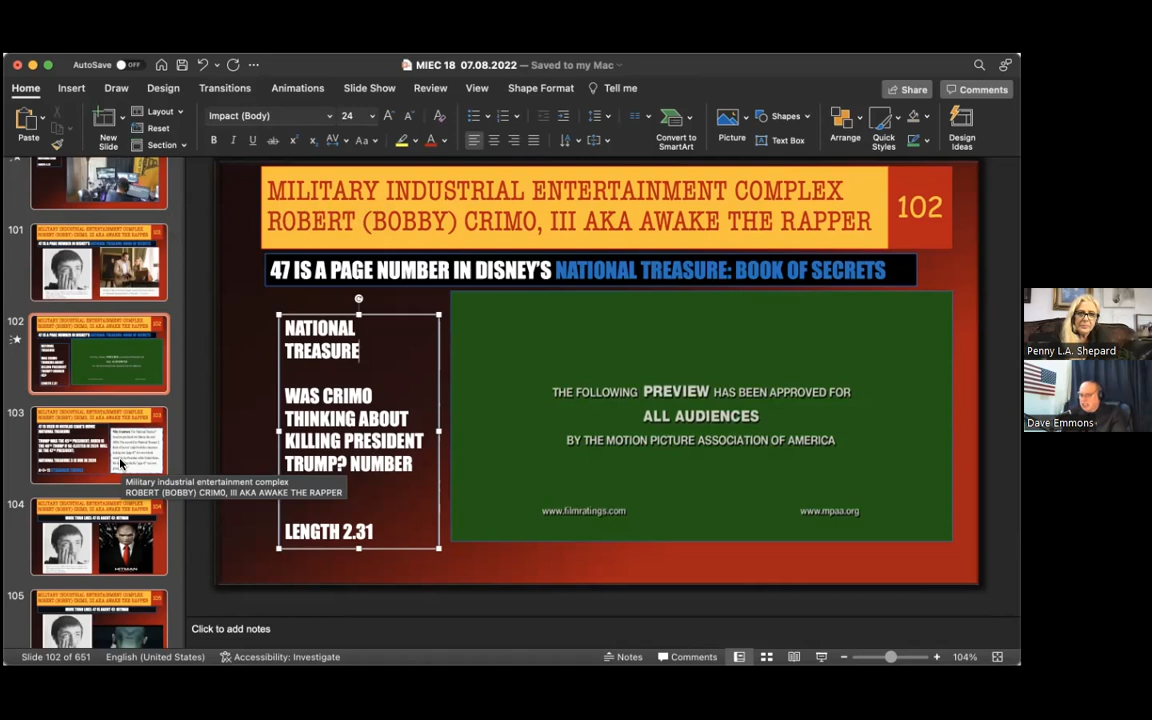 AutoSave OFF
MIEC 18 07.08.2022 — Saved to my Mac
Home Insert Draw Design Transitions Animations Slide Show Review View Shape Format Tell me
Share Comments
Paste
New Slide
Layout
Reset
Section
Impact (Body) 24
Convert to SmartArt
Picture
Shapes
Text Box
Arrange
Quick Styles
Design Ideas
101
102
103
104
105
MILITARY INDUSTRIAL ENTERTAINMENT COMPLEX
ROBERT (BOBBY) CRIMO, III AKA AWAKE THE RAPPER
102
47 IS A PAGE NUMBER IN DISNEY'S NATIONAL TREASURE: BOOK OF SECRETS
NATIONAL
TREASURE
WAS CRIMO
THINKING ABOUT
KILLING PRESIDENT
TRUMP? NUMBER
LENGTH 2.31
THE FOLLOWING PREVIEW HAS BEEN APPROVED FOR
ALL AUDIENCES
BY THE MOTION PICTURE ASSOCIATION OF AMERICA
www.filmratings.com www.mpaa.org
Military industrial entertainment complex
ROBERT (BOBBY) CRIMO, III AKA AWAKE THE RAPPER
HITMAN
Click to add notes
Slide 102 of 651 English (United States) Accessibility: Investigate
Notes Comments 104%
Penny L.A. Shepard
Dave Emmons